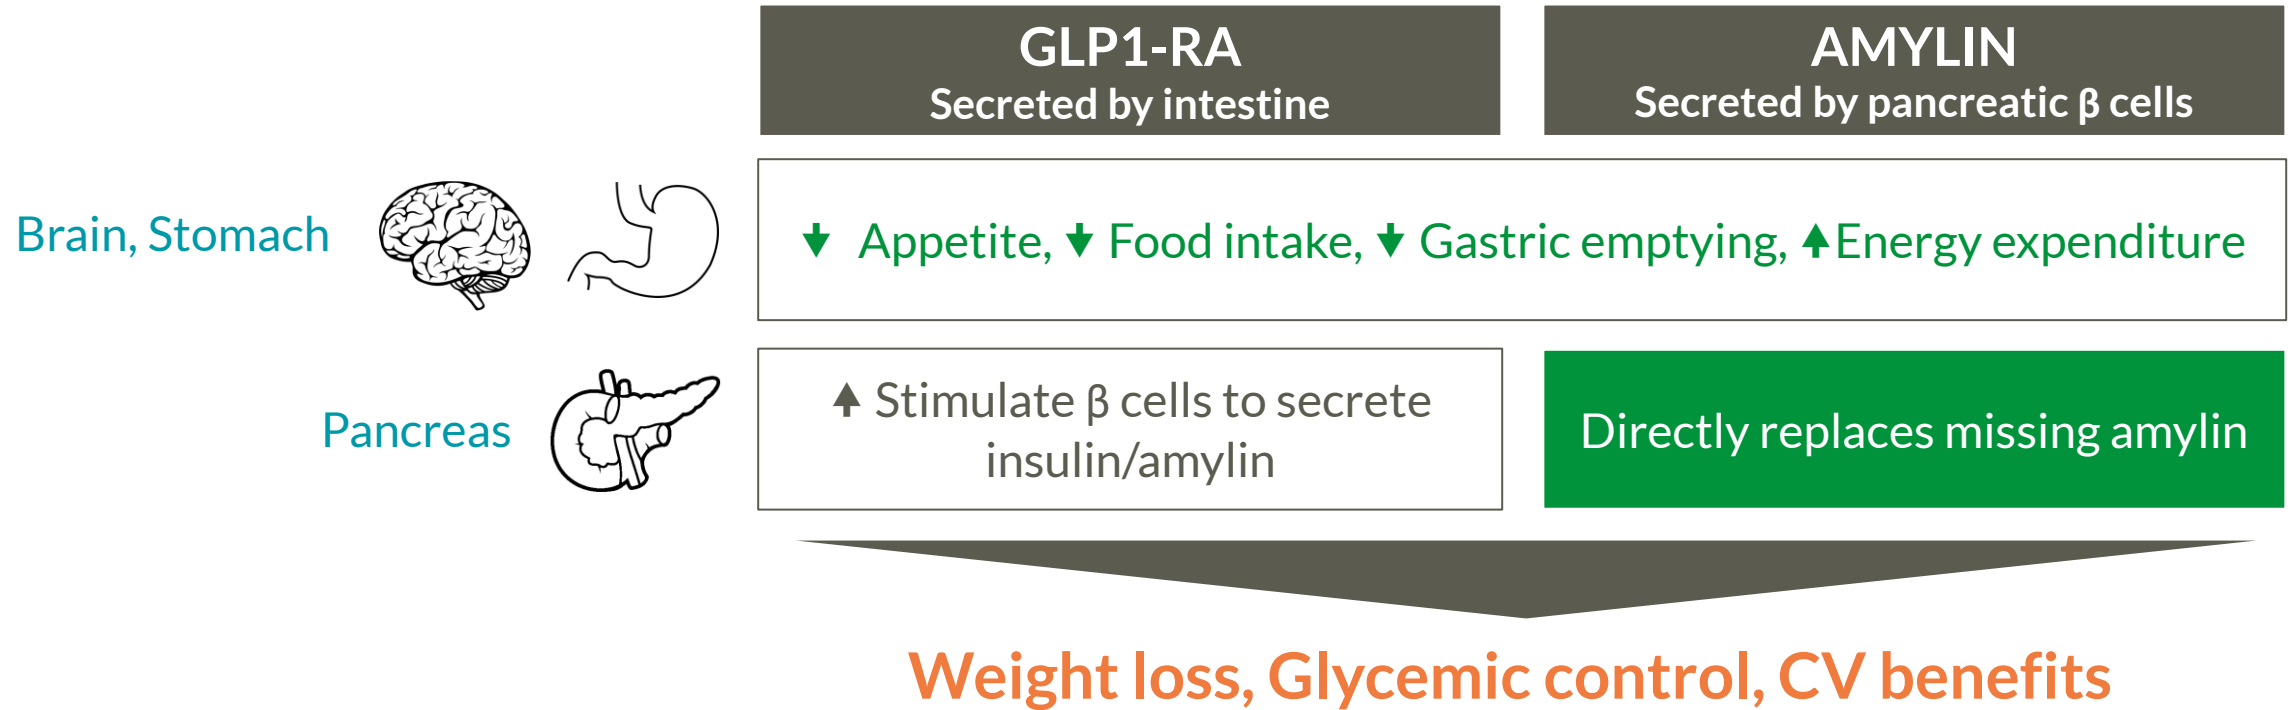 GLP1-RA
Secreted by intestine
AMYLIN
Secreted by pancreatic β cells
Brain, Stomach
↓ Appetite, ↓ Food intake, ↓ Gastric emptying, ↑Energy expenditure
Pancreas
↑ Stimulate β cells to secrete
insulin/amylin
Directly replaces missing amylin
Weight loss, Glycemic control, CV benefits